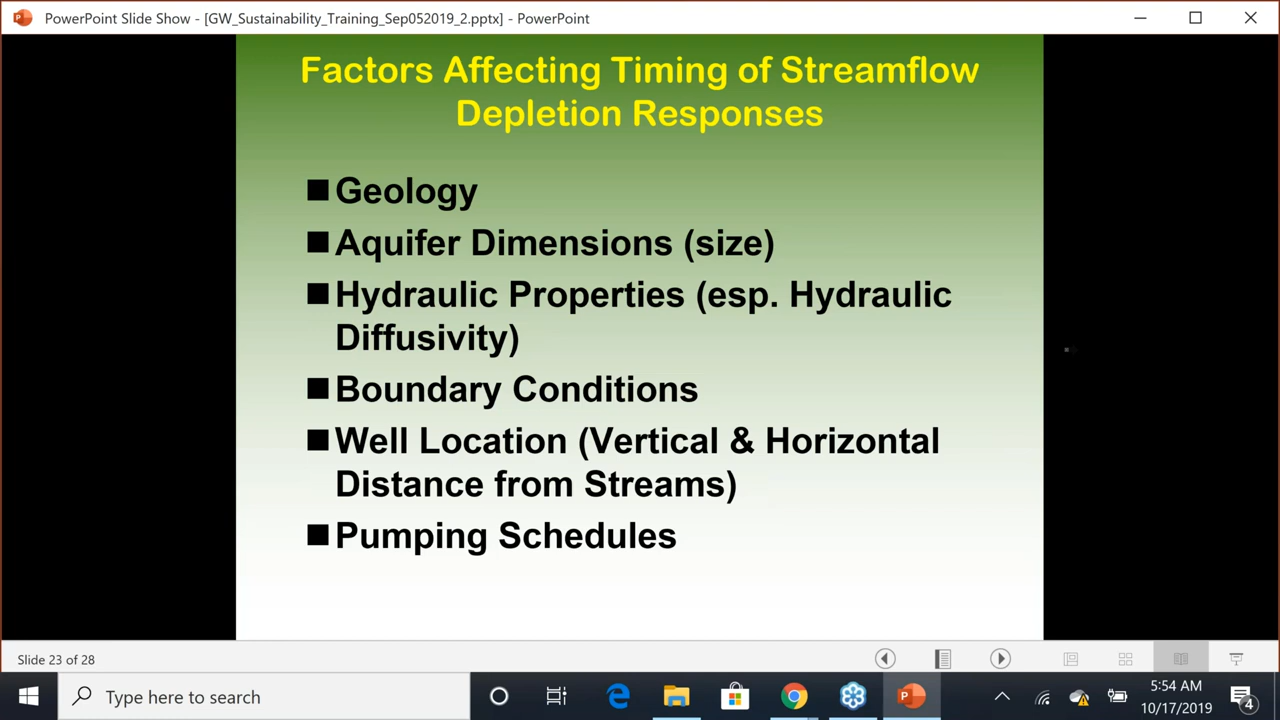 PowerPoint Slide Show - [GW_Sustainability_Training_Sep052019_2.pptx] - PowerPoint
Factors Affecting Timing of Streamflow
Depletion Responses
Geology
Aquifer Dimensions (size)
Hydraulic Properties (esp. Hydraulic
Diffusivity)
Boundary Conditions
Well Location (Vertical & Horizontal
Distance from Streams)
Pumping Schedules
Slide 23 of 28
Type here to search
5:54 AM
10/17/2019
4